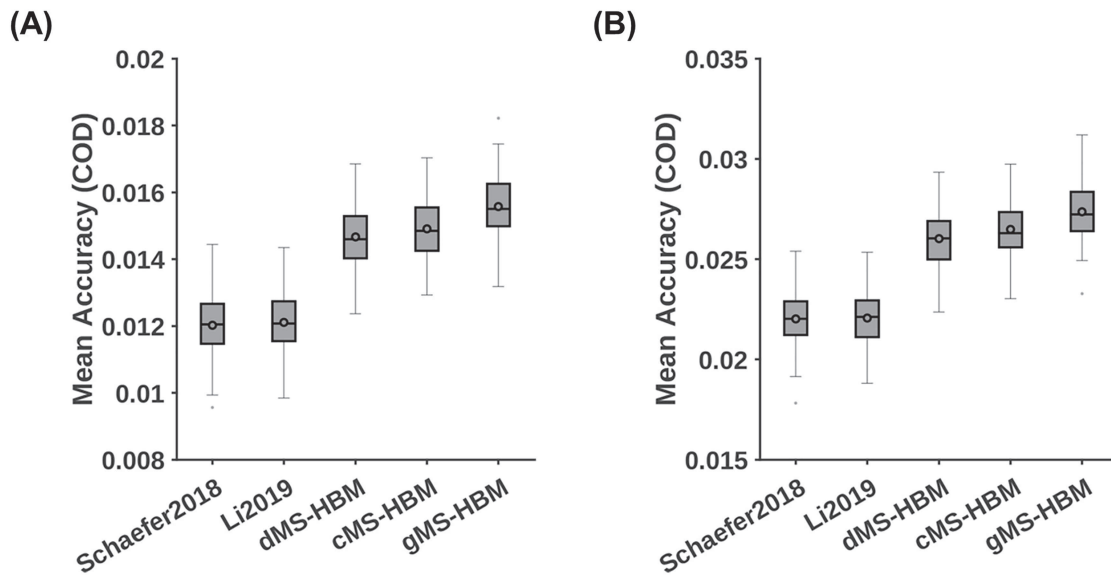 (A)
Mean Accuracy (COD)
0.02
0.018
0.016
0.014
0.012
0.01
0.008
Schaefer2018
Li2019
dMS-HBM
cMS-HBM
gMS-HBM
(B)
Mean Accuracy (COD)
0.035
0.03
0.025
0.02
0.015
Schaefer2018
Li2019
dMS-HBM
cMS-HBM
gMS-HBM